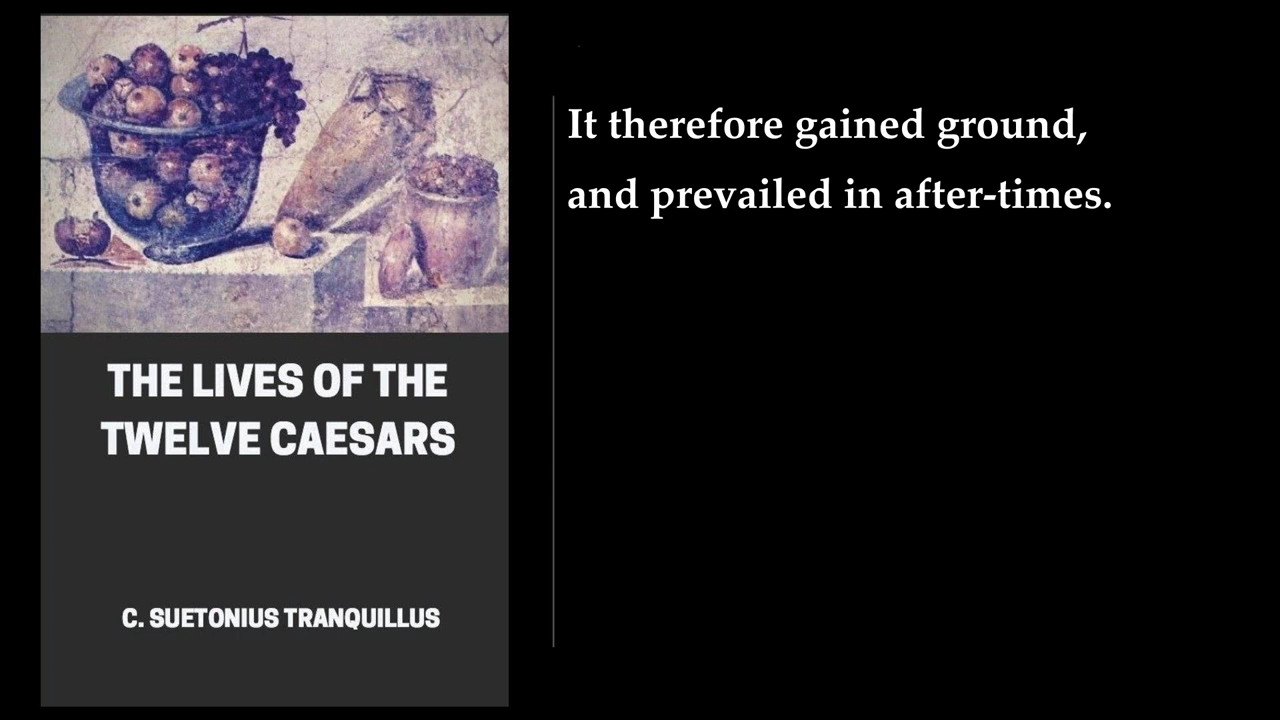 THE LIVES OF THE
TWELVE CAESARS
C. SUETONIUS TRANQUILLUS
It therefore gained ground,
and prevailed in after-times.